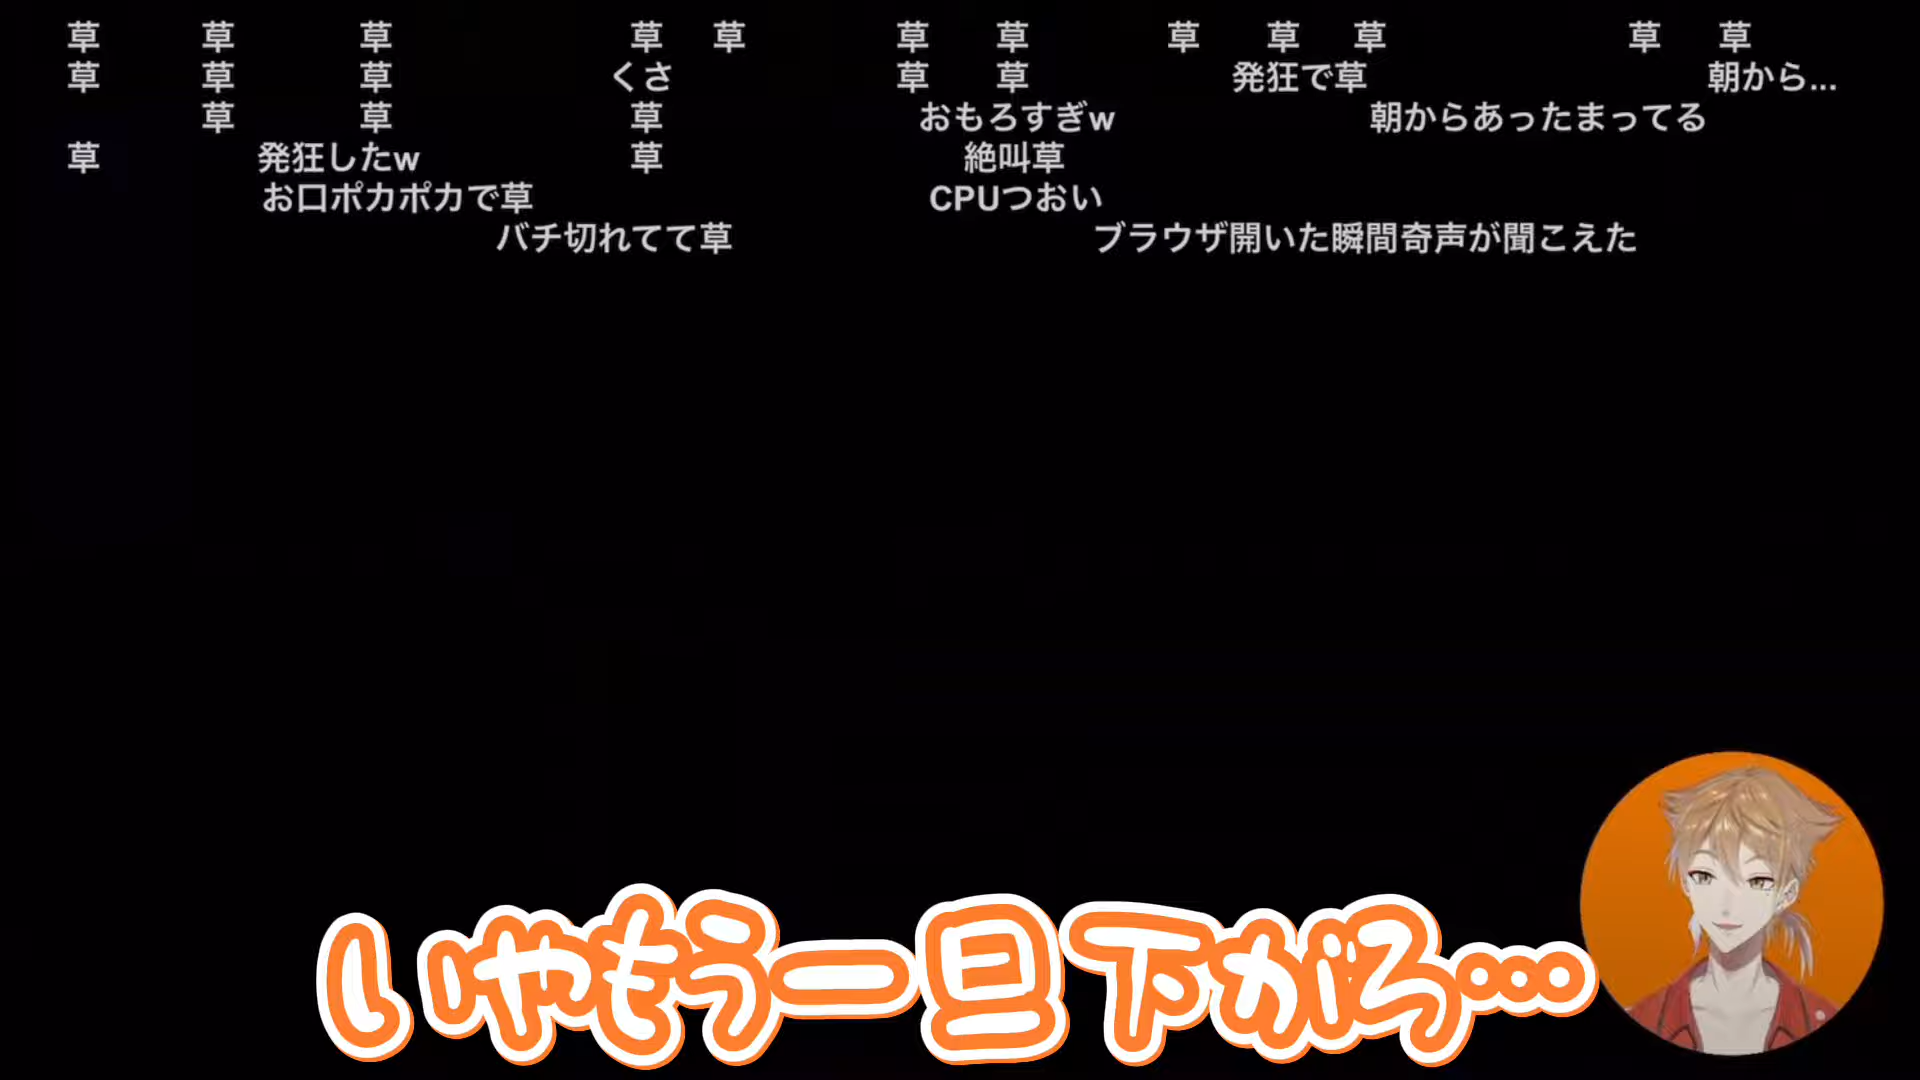 草 草 草 草 草 草 草 草 草 草 草 草
草 草 草 くさ 草 草 発狂で草 朝から...
草 草 草 おもろすぎw 朝からあったまってる
草 発狂したw 草 絶叫草
お口ポカポカで草 CPUつおい
バチ切れてて草 ブラウザ開いた瞬間奇声が聞こえた
いやもう一旦下がろ…